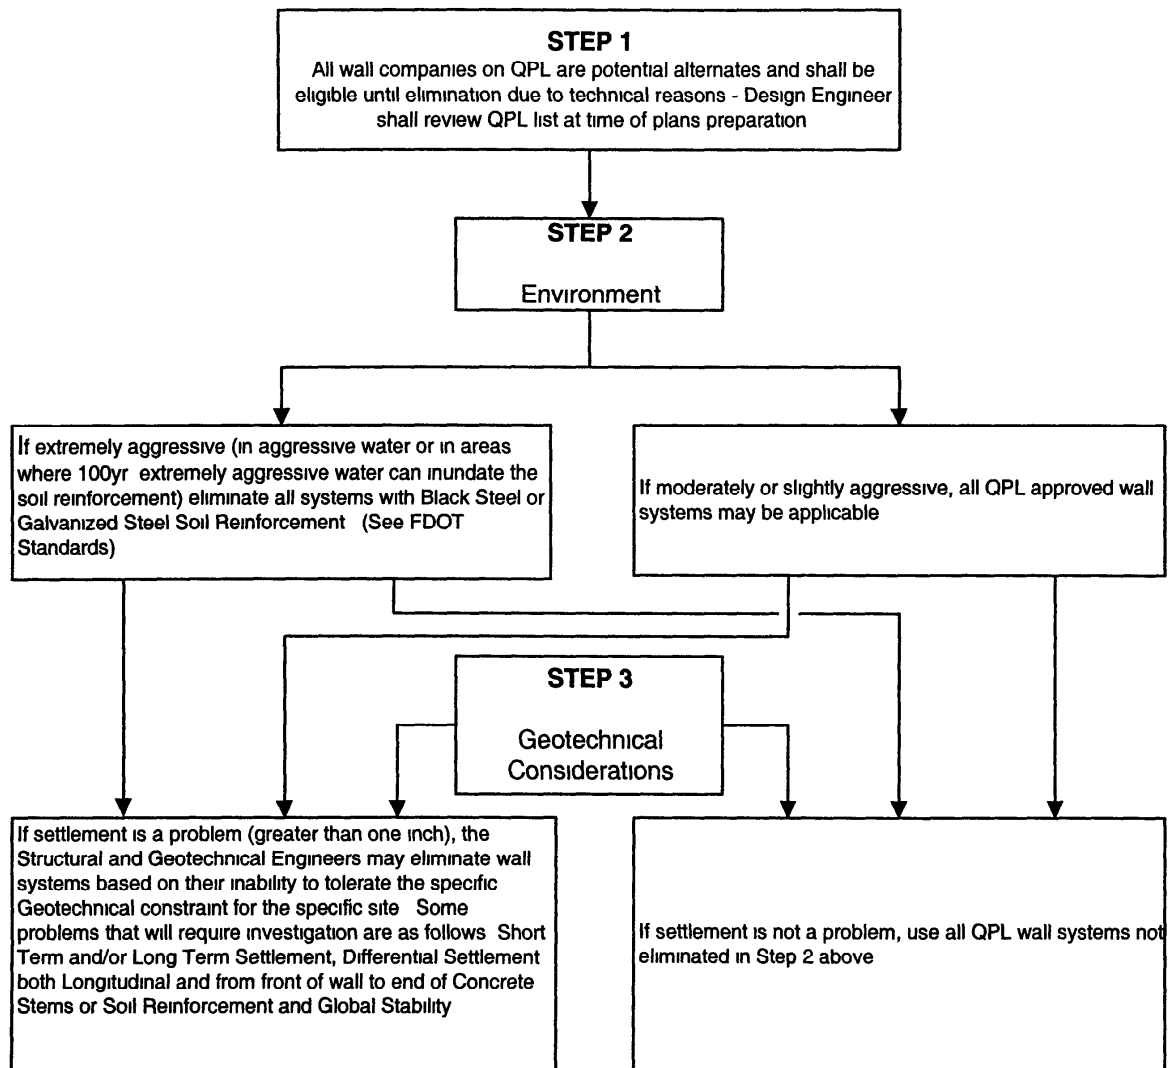 STEP 1
All wall companies on QPL are potential alternates and shall be
eligible until elimination due to technical reasons - Design Engineer
shall review QPL list at time of plans preparation
STEP 2
Environment
If extremely aggressive (in aggressive water or in areas
where 100yr extremely aggressive water can inundate the
soil reinforcement) eliminate all systems with Black Steel or
Galvanized Steel Soil Reinforcement (See FDOT
Standards)
If moderately or slightly aggressive, all QPL approved wall
systems may be applicable
STEP 3
Geotechnical
Considerations
If settlement is a problem (greater than one inch), the
Structural and Geotechnical Engineers may eliminate wall
systems based on their inability to tolerate the specific
Geotechnical constraint for the specific site Some
problems that will require investigation are as follows Short
Term and/or Long Term Settlement, Differential Settlement
both Longitudinal and from front of wall to end of Concrete
Stems or Soil Reinforcement and Global Stability
If settlement is not a problem, use all QPL wall systems not
eliminated in Step 2 above